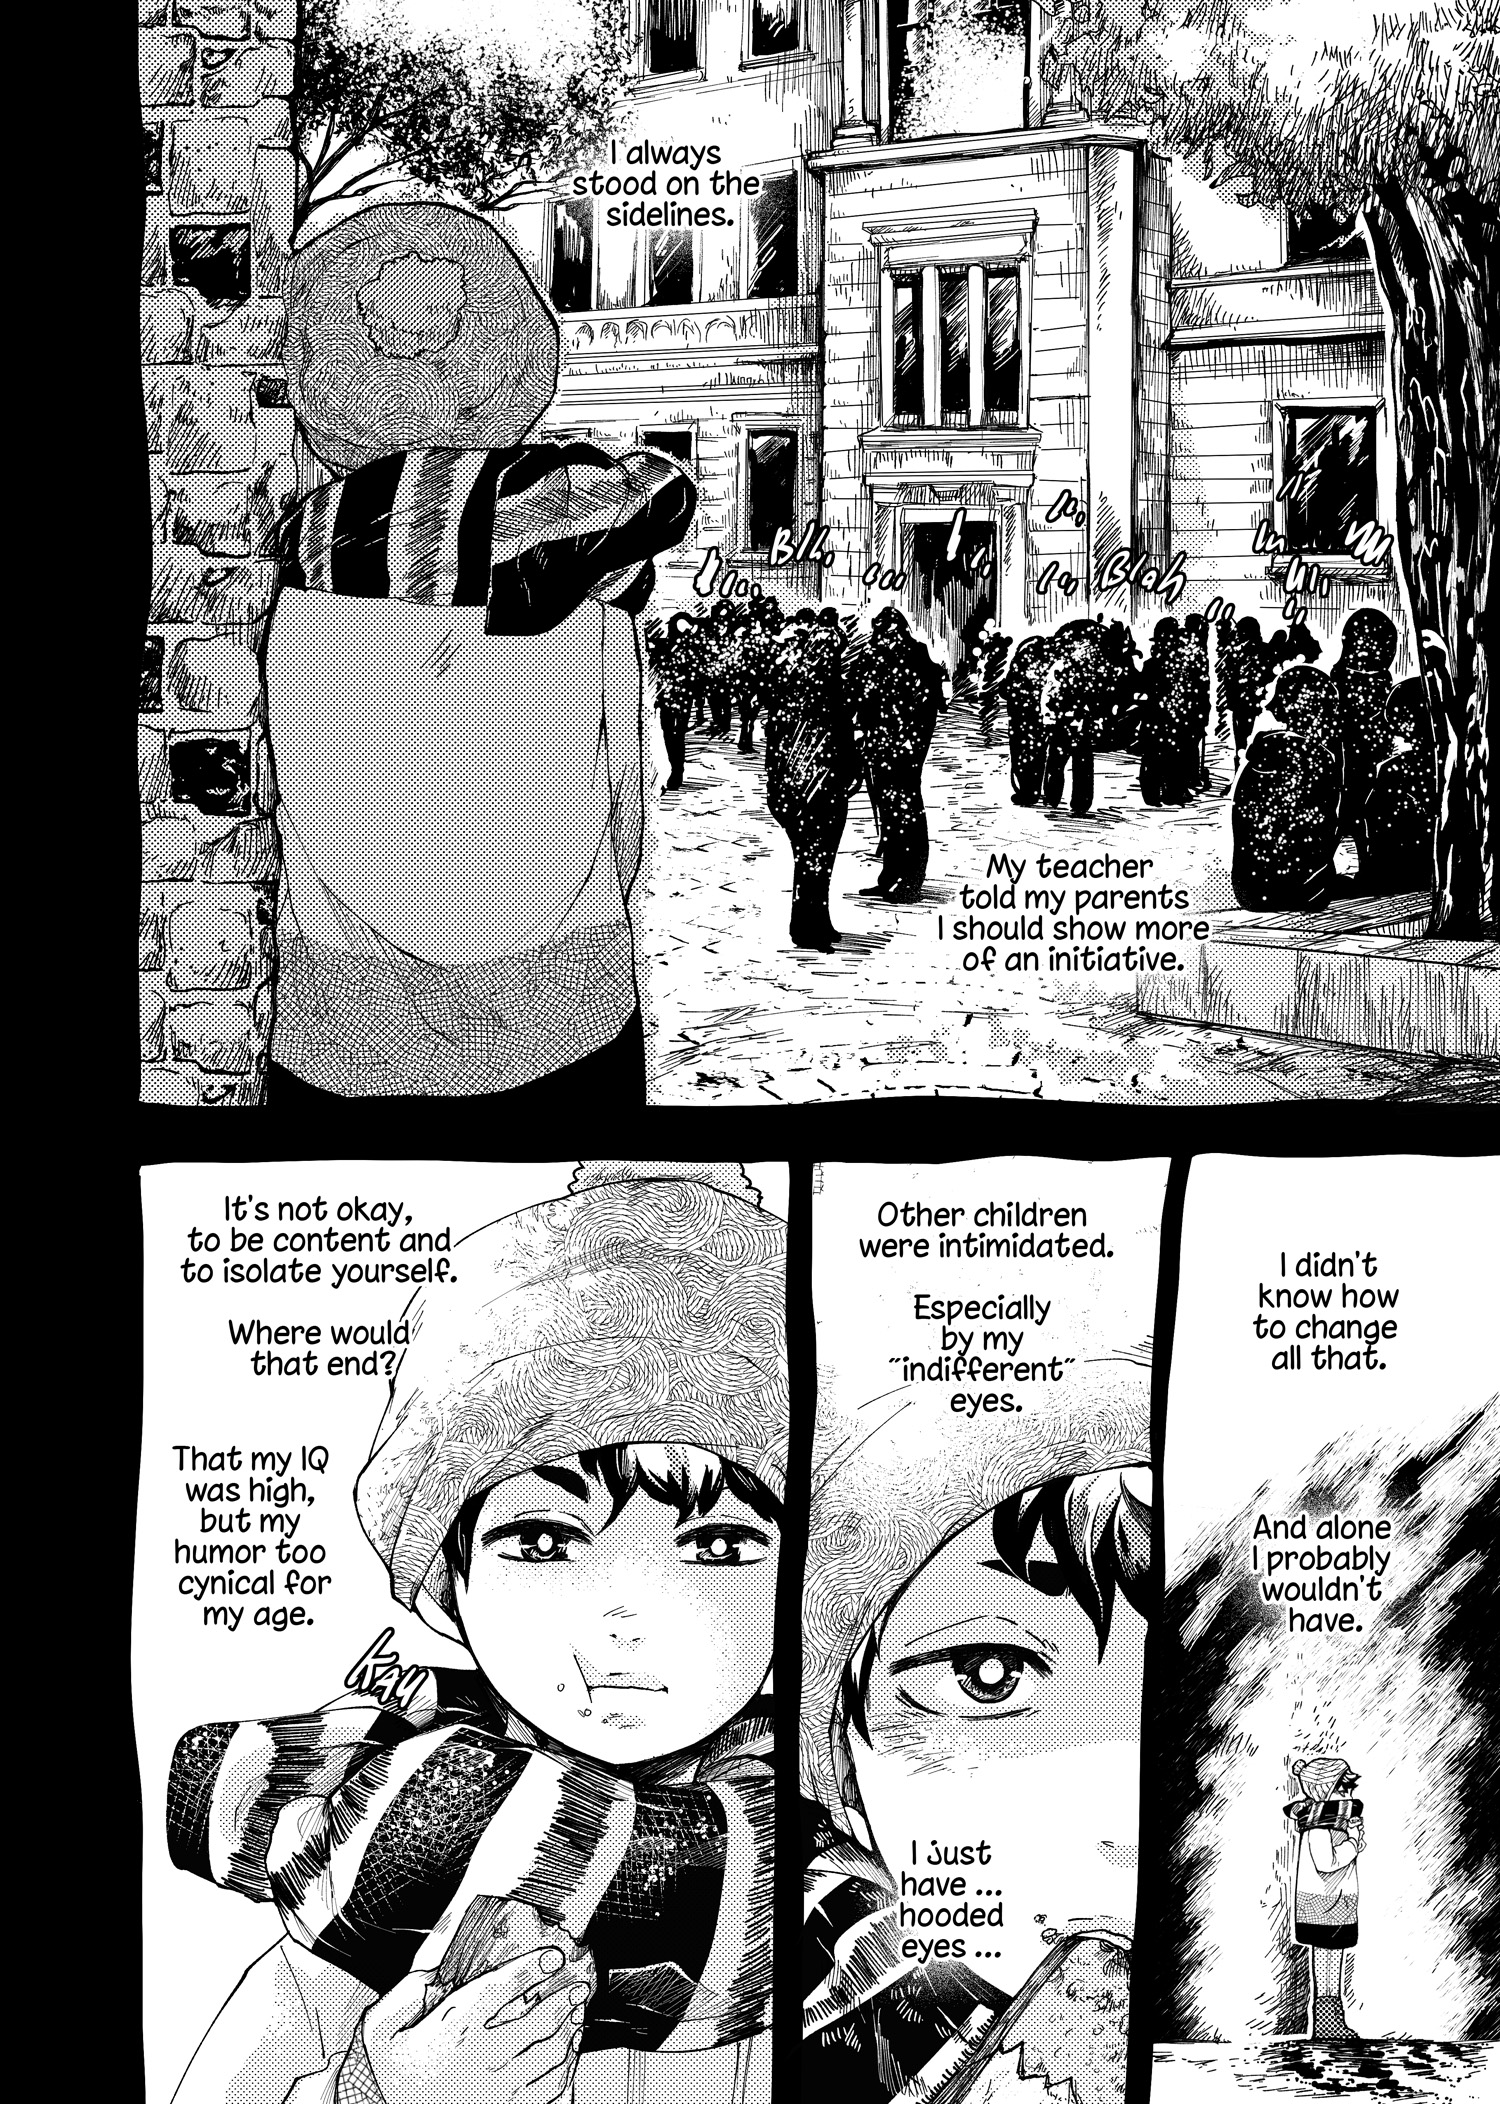 I always
stood on the
sidelines.
Blh.
Blah
My teacher
told my parents
I should show more
of an initiative.
It's not okay,
to be content and
to isolate yourself.
Where would
that end?
That my IQ
was high,
but my
humor too
cynical for
my age.
KAU
Other children
were intimidated.
Especially
by my
"indifferent"
eyes.
I just
have ...
hooded
eyes ...
I didn't
know how
to change
all that.
And alone
I probably
wouldn't
have.